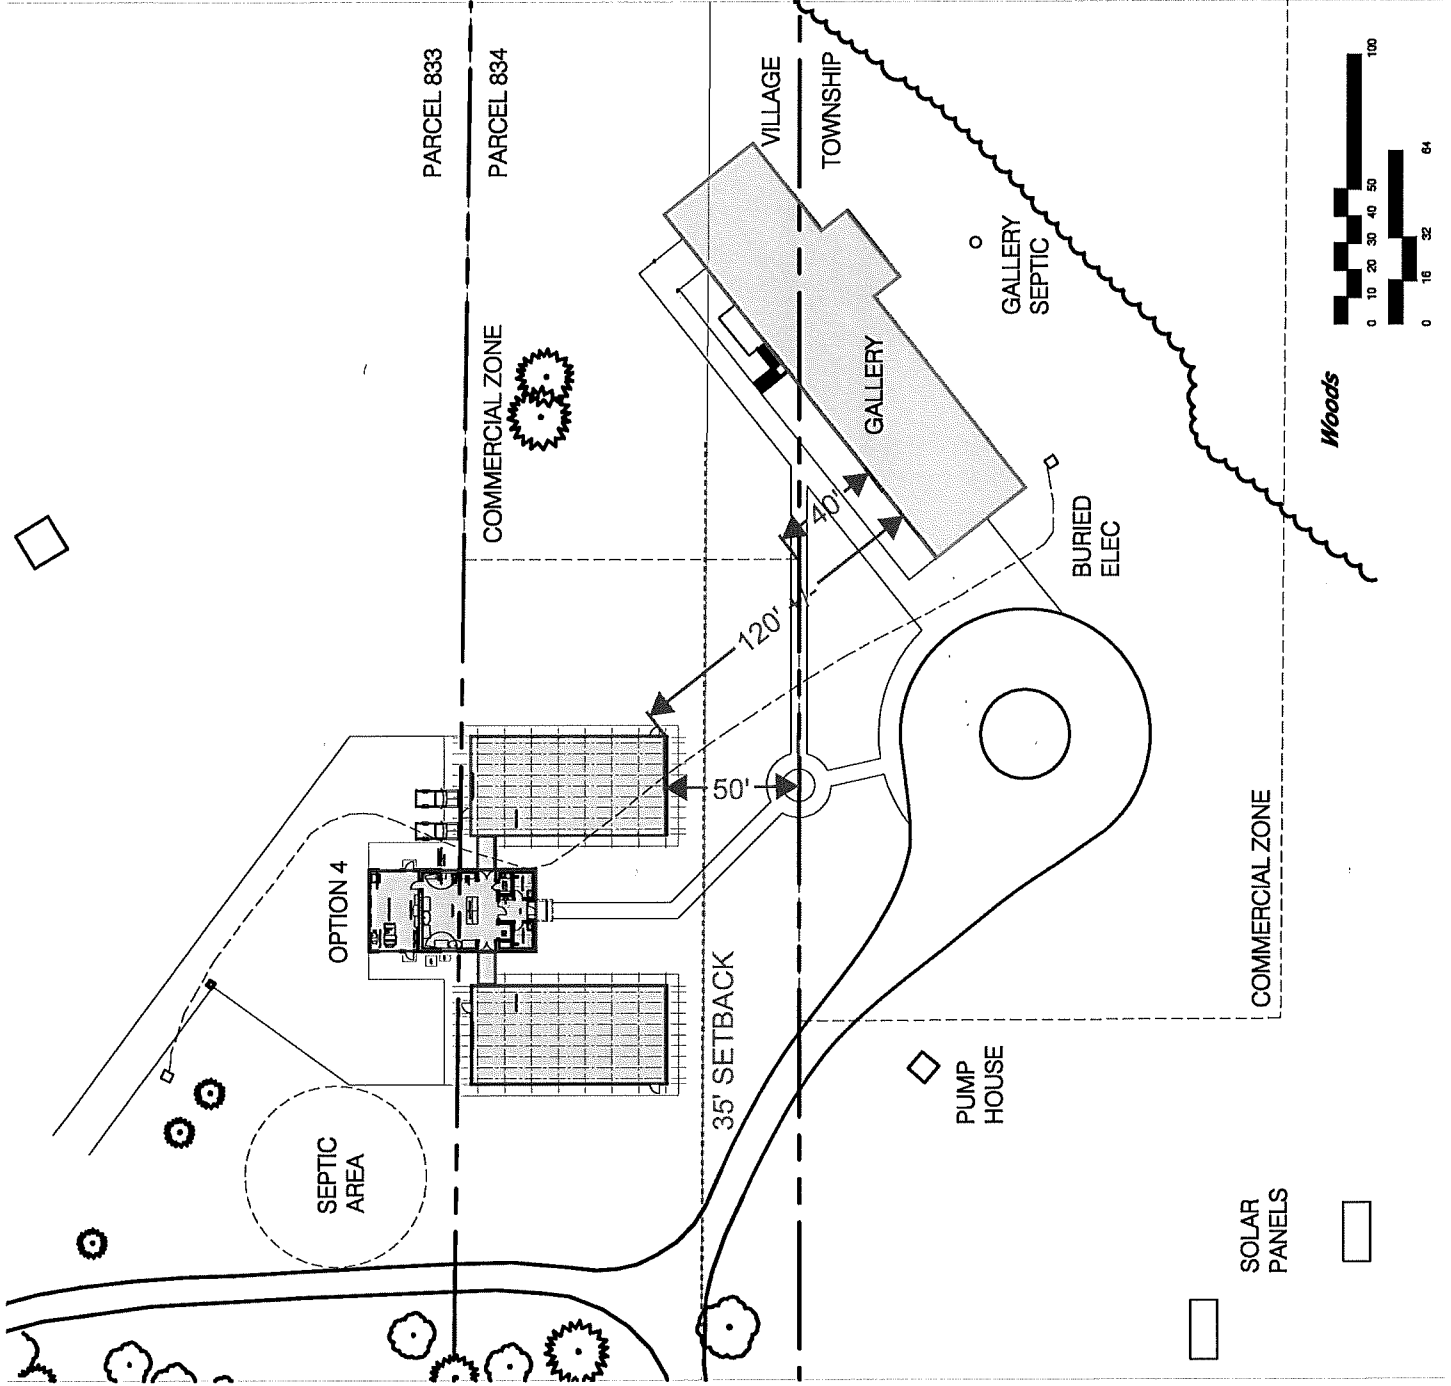 PARCEL 833
PARCEL 834
VILLAGE
TOWNSHIP
COMMERCIAL ZONE
GALLERY
SEPTIC
GALLERY
40'
120'
BURIED
ELEC
50'
OPTION 4
35' SETBACK
COMMERCIAL ZONE
SEPTIC
AREA
PUMP
HOUSE
SOLAR
PANELS
Woods
0 10 20 30 40 50 100
0 16 32 64